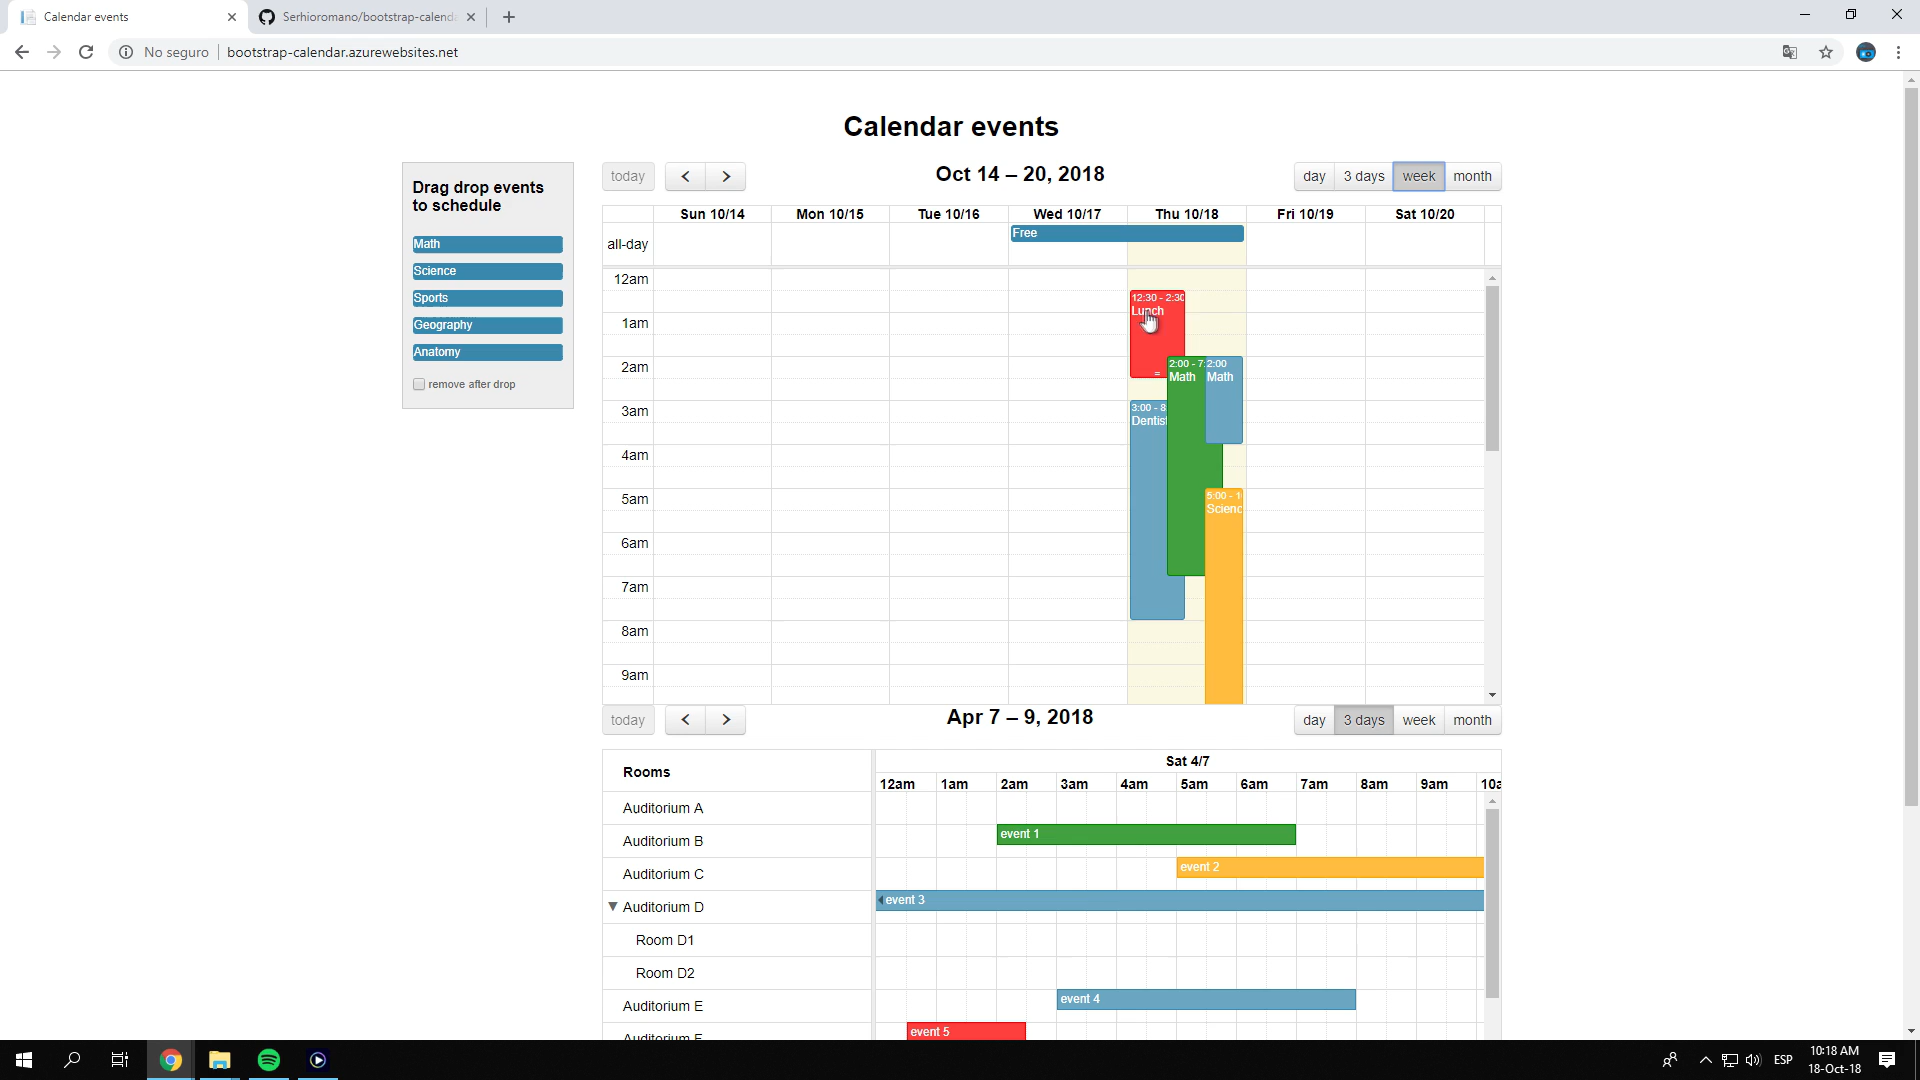 Calendar events
Serhioromano/bootstrap-calenda
No seguro
bootstrap-calendar.azurewebsites.net
Calendar events
Drag drop events
to schedule
Math
Science
Sports
Geography
Anatomy
remove after drop
today
Oct 14 – 20, 2018
day 3 days week month
Sun 10/14 Mon 10/15 Tue 10/16 Wed 10/17 Thu 10/18 Fri 10/19 Sat 10/20
all-day
Free
12am
12:30 - 2:30
Lunch
1am
2am
2:00 - 7: 2:00
Math Math
3am
3:00 - 8
Dentis
4am
5am
5:00 - 1
Scienc
6am
7am
8am
9am
today
Apr 7 – 9, 2018
day 3 days week month
Rooms
Sat 4/7
12am 1am 2am 3am 4am 5am 6am 7am 8am 9am 10a
Auditorium A
Auditorium B
event 1
Auditorium C
event 2
Auditorium D
event 3
Room D1
Room D2
Auditorium E
event 4
event 5
ESP
10:18 AM
18-Oct-18